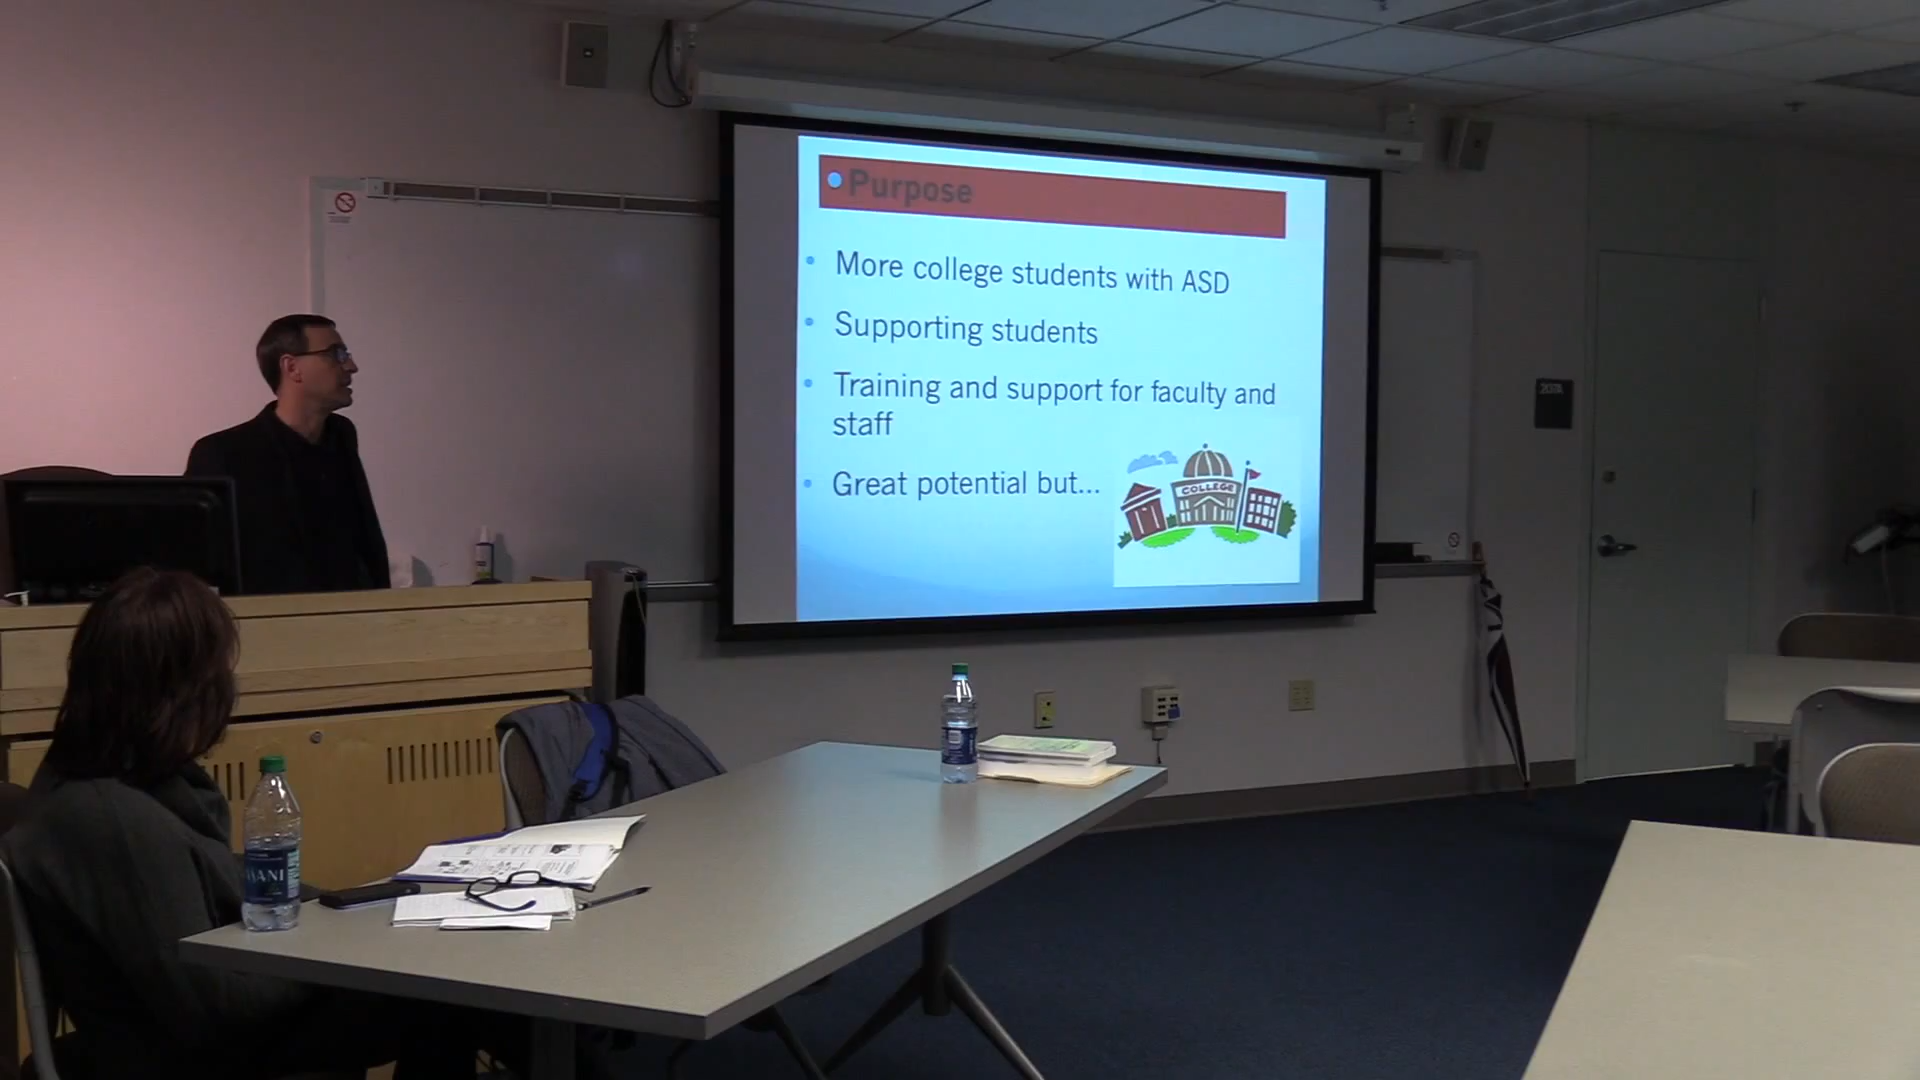 Purpose
• More college students with ASD
• Supporting students
• Training and support for faculty and
staff
• Great potential but...
COLLEGE